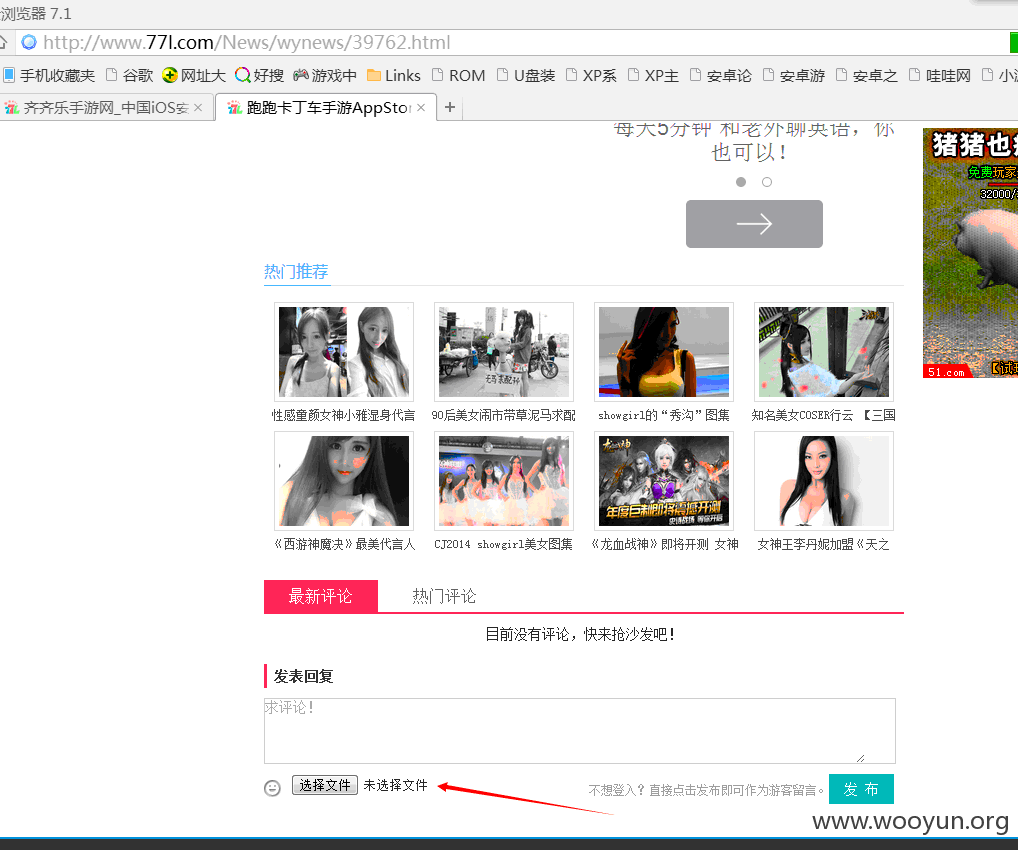 浏览器 7.1
http://www.77l.com/News/wynews/39762.html
手机收藏夹 谷歌 网址大 好搜 游戏中 Links ROM U盘装 XP系 XP主 安卓论 安卓游 安卓之 哇哇网 小游
齐齐乐手游网_中国iOS安 × 跑跑卡丁车手游AppStor × +
每天5分钟 和老外聊英语，你
也可以！
猪猪也疯
免费玩家
32000/
51.com
【试玩
热门推荐
无马求配种
性感童颜女神小雅湿身代言 90后美女闹市带草泥马求配 showgirl的“秀沟”图集 知名美女COSER行云 【三国
龙血战神
年度巨制即将震撼开测
《西游神魔决》最美代言人 CJ2014 showgirl美女图集 《龙血战神》即将开测 女神 女神王李丹妮加盟《天之
最新评论 热门评论
目前没有评论，快来抢沙发吧！
发表回复
求评论！
选择文件 未选择文件 不想登入？直接点击发布即可作为游客留言。 发 布
www.wooyun.org